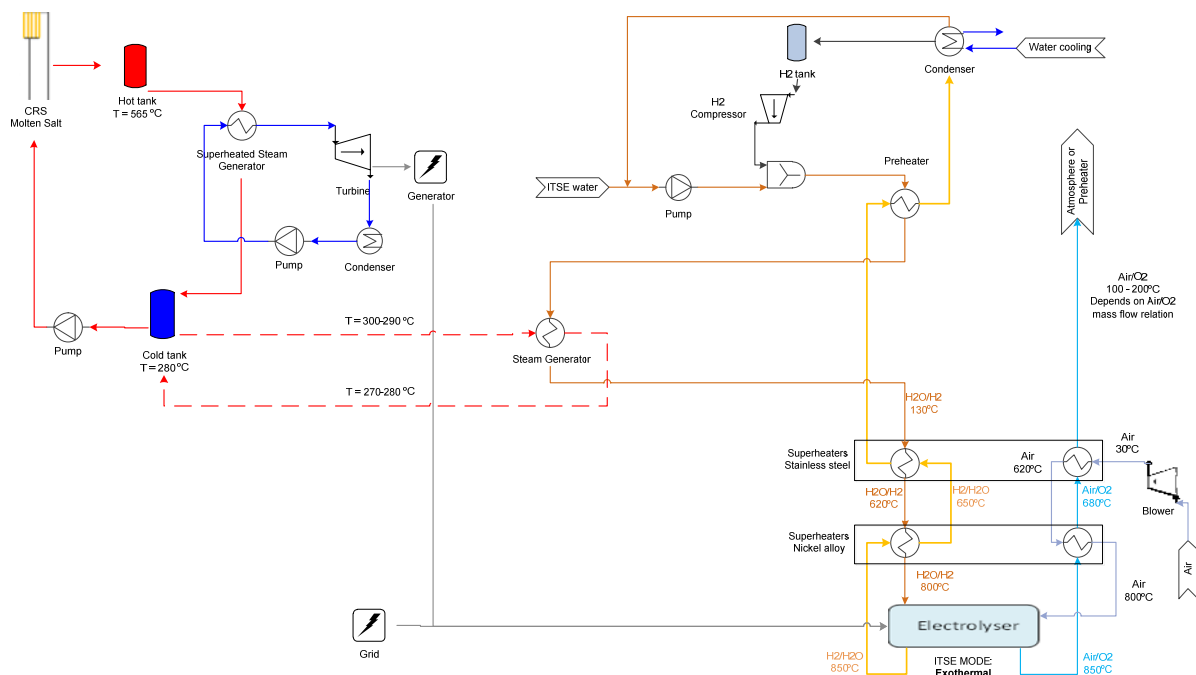 CRS
Molten Salt
Hot tank
T = 565 ºC
Superheated Steam
Generator
Turbine
Generator
Pump
Condenser
Pump
Cold tank
T = 280ºC
T = 300-290 ºC
T = 270-280 ºC
Steam Generator
H2 tank
H2
Compressor
Condenser
Water cooling
ITSE water
Pump
Preheater
Atmosphere or
Preheater
Air/O2
100 - 200ºC
Depends on Air/O2
mass flow relation
H2O/H2
130ºC
Superheaters
Stainless steel
Air
620ºC
Air
30ºC
Blower
Air
H2O/H2
620ºC
H2/H2O
650ºC
Air/O2
680ºC
Superheaters
Nickel alloy
H2O/H2
800ºC
Air
800ºC
Grid
Electrolyser
H2/H2O
850ºC
ITSE MODE:
Exothermal
Air/O2
850ºC